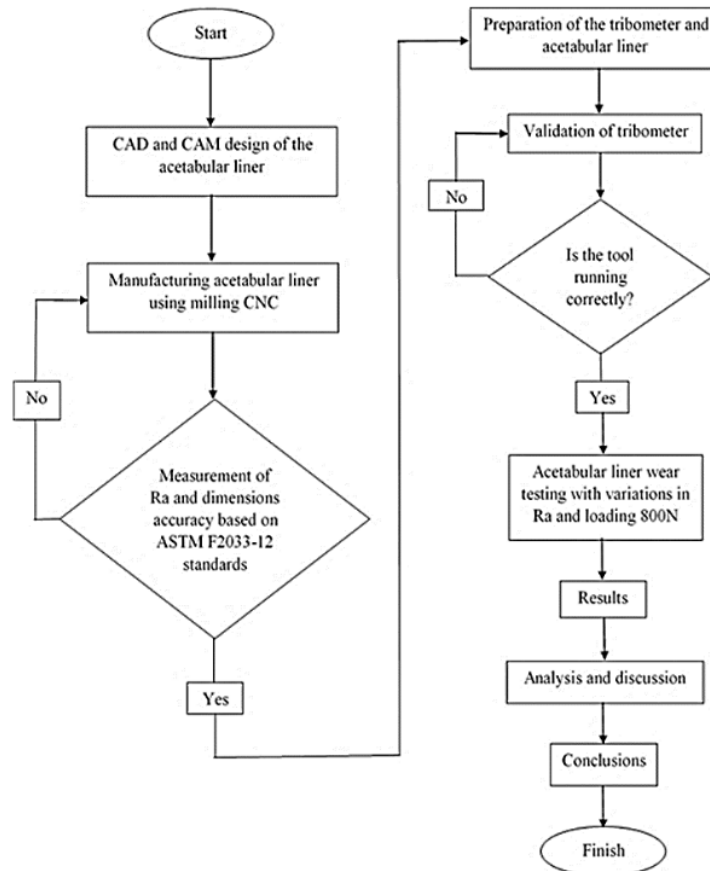 Start
CAD and CAM design of the
acetabular liner
Manufacturing acetabular liner
using milling CNC
No
Measurement of
Ra and dimensions
accuracy based on
ASTM F2033-12
standards
Yes
Preparation of the tribometer and
acetabular liner
Validation of tribometer
No
Is the tool
running
correctly?
Yes
Acetabular liner wear
testing with variations in
Ra and loading 800N
Results
Analysis and discussion
Conclusions
Finish